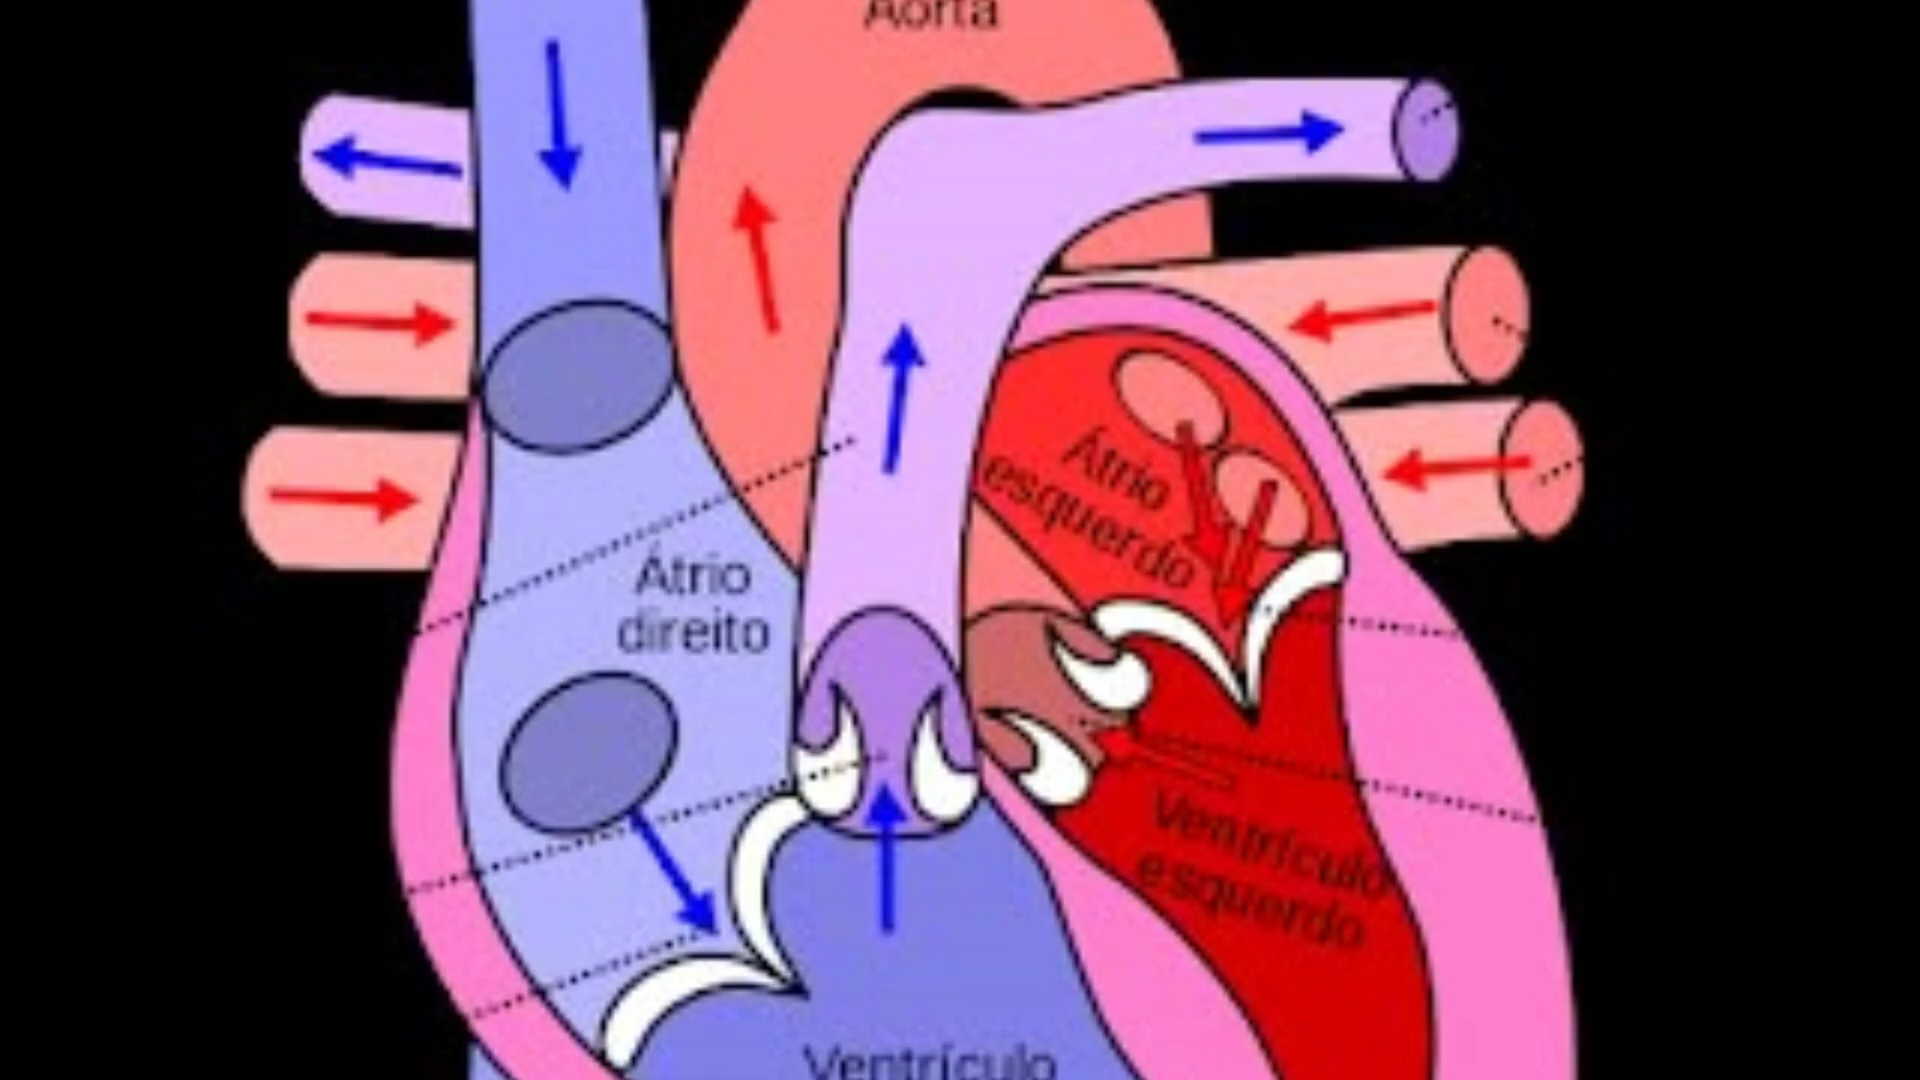 Aorta
Átrio
esquerdo
Átrio
direito
Ventrículo
esquerdo
Ventrículo